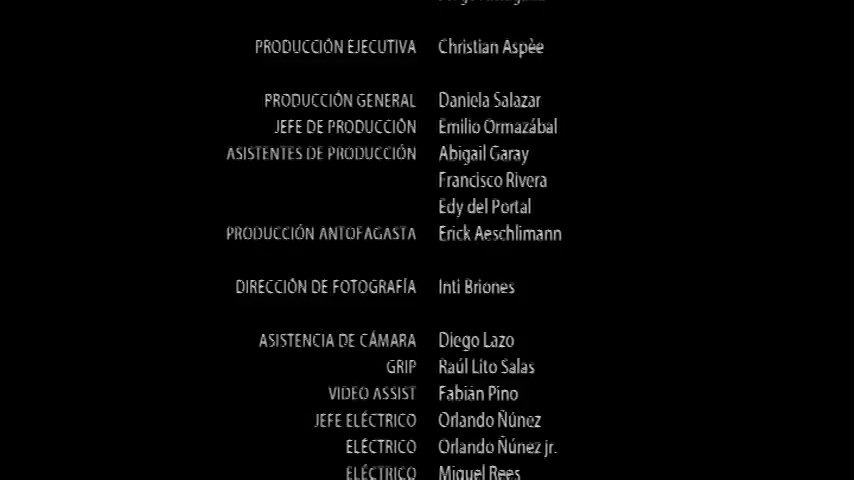 PRODUCCIÓN EJECUTIVA Christian Aspèe
PRODUCCIÓN GENERAL Daniela Salazar
JEFE DE PRODUCCIÓN Emilio Ormazábal
ASISTENTES DE PRODUCCIÓN Abigail Garay
Francisco Rivera
Edy del Portal
PRODUCCIÓN ANTOFAGASTA Erick Aeschlimann
DIRECCIÓN DE FOTOGRAFÍA Inti Briones
ASISTENCIA DE CÁMARA Diego Lazo
GRIP Raúl Lito Salas
VIDEO ASSIST Fabián Pino
JEFE ELÉCTRICO Orlando Ñúnez
ELÉCTRICO Orlando Ñúnez jr.
ELÉCTRICO Miguel Rees